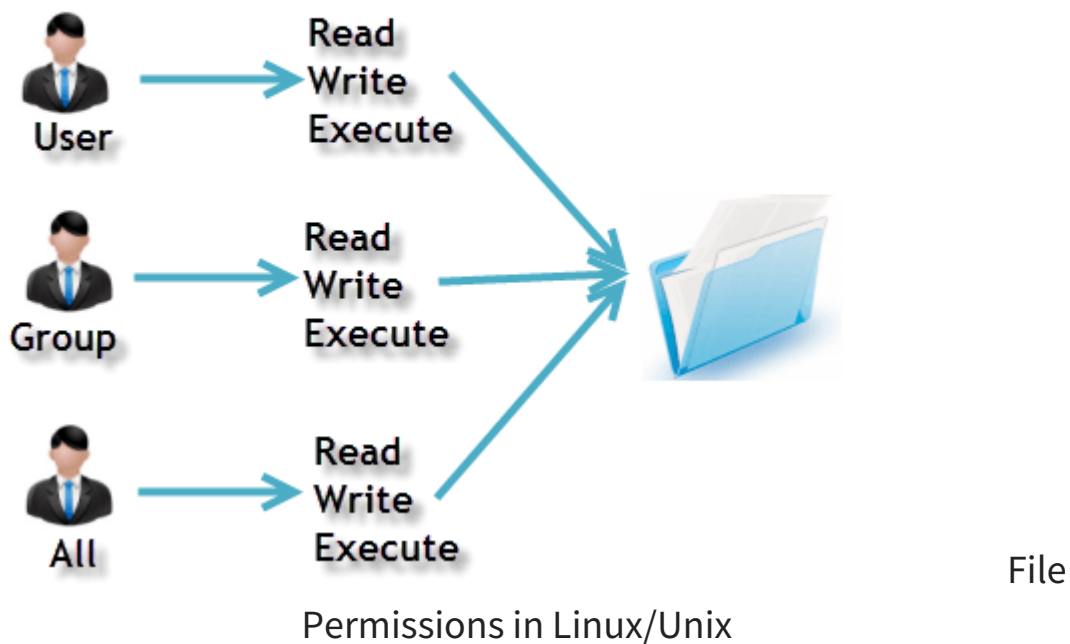 Read
Write
Execute
User
Read
Write
Execute
Group
Read
Write
Execute
All
File
Permissions in Linux/Unix